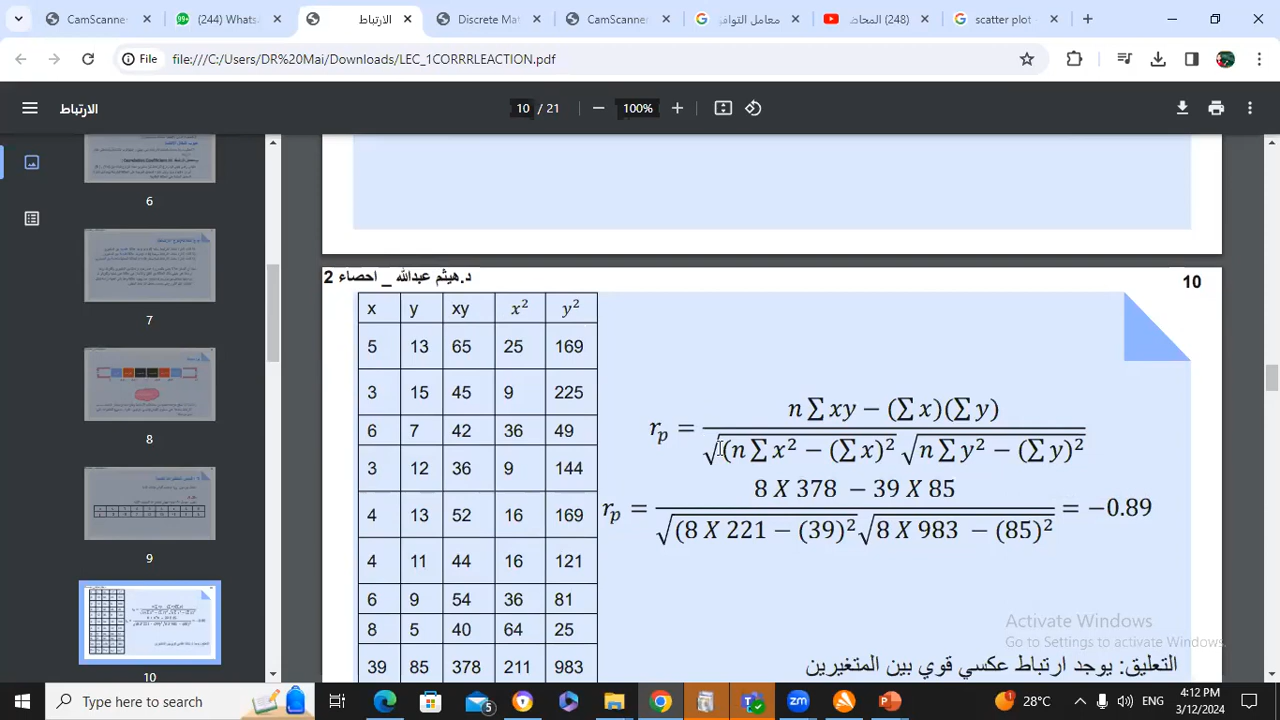 CamScanner
(244) Whats
الارتباط
Discrete Ma
CamScanner
معامل التوافق
(248) المحاض
scatter plot -
File
file:///C:/Users/DR%20Mai/Downloads/LEC_1CORRRLEACTION.pdf
الارتباط
10 / 21
100%
6
7
8
9
10
د.هيثم عبدالله _ احصاء 2
10
x y xy x² y²
5 13 65 25 169
3 15 45 9 225
6 7 42 36 49
3 12 36 9 144
4 13 52 16 169
4 11 44 16 121
6 9 54 36 81
8 5 40 64 25
39 85 378 211 983
r_p = n ∑ xy − (∑ x)(∑ y) / √(n ∑ x² − (∑ x)² √n ∑ y² − (∑ y)²
r_p = 8 X 378 − 39 X 85 / √(8 X 221 − (39)² √8 X 983 − (85)² = −0.89
التعليق: يوجد ارتباط عكسي قوي بين المتغيرين
Activate Windows
Go to Settings to activate Windows.
Type here to search
5
28°C
ENG
4:12 PM
3/12/2024